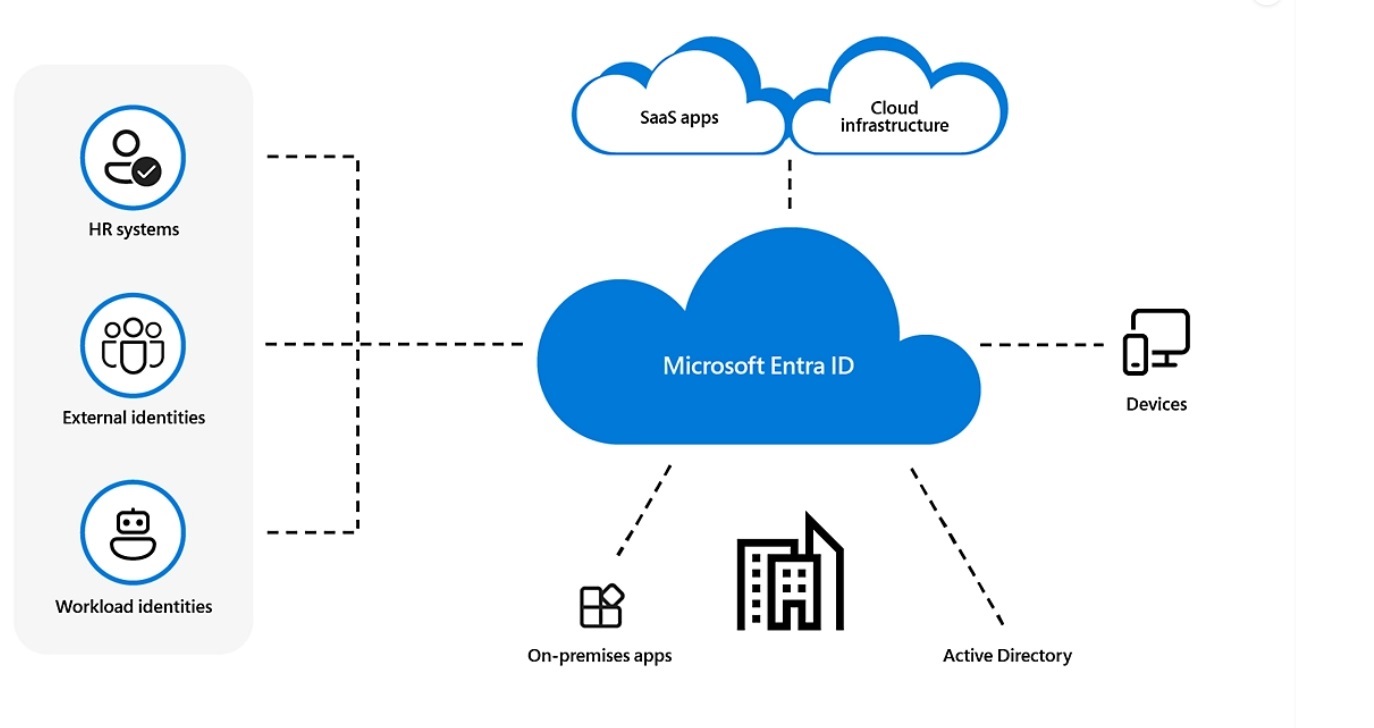 SaaS apps
Cloud
infrastructure
HR systems
Microsoft Entra ID
External identities
Devices
Workload identities
On-premises apps
Active Directory